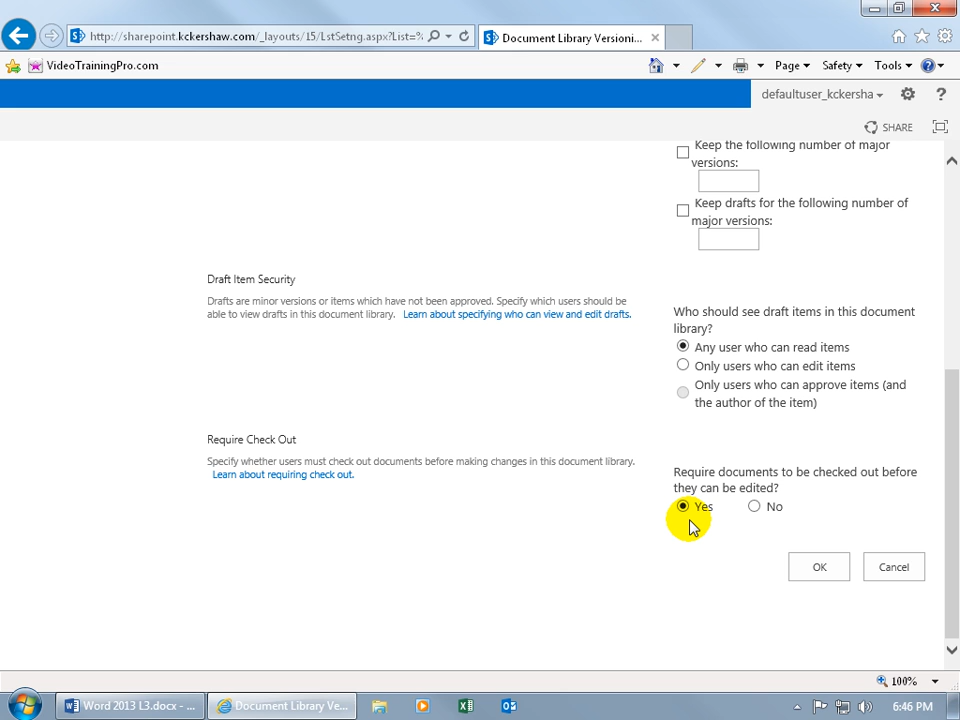 http://sharepoint.kckershaw.com/_layouts/15/LstSetng.aspx?List=%
Document Library Versioni...
VideoTrainingPro.com
Page
Safety
Tools
defaultuser_kckersha
SHARE
Keep the following number of major
versions:
Keep drafts for the following number of
major versions:
Draft Item Security
Drafts are minor versions or items which have not been approved. Specify which users should be
able to view drafts in this document library. Learn about specifying who can view and edit drafts.
Who should see draft items in this document
library?
Any user who can read items
Only users who can edit items
Only users who can approve items (and
the author of the item)
Require Check Out
Specify whether users must check out documents before making changes in this document library.
Learn about requiring check out.
Require documents to be checked out before
they can be edited?
Yes
No
OK
Cancel
100%
Word 2013 L3.docx - ...
Document Library Ve...
6:46 PM